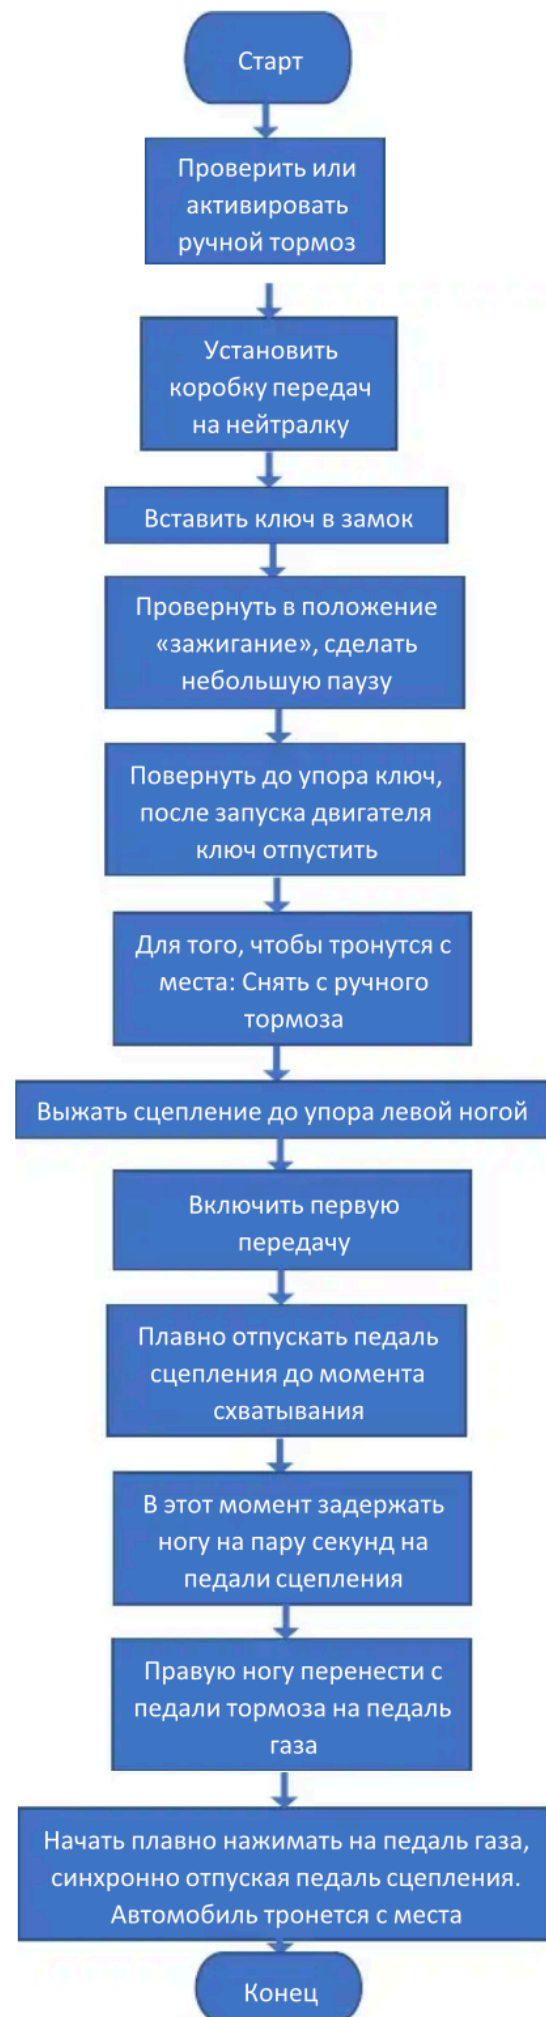 Старт
Проверить или
активировать
ручной тормоз
Установить
коробку передач
на нейтралку
Вставить ключ в замок
Провернуть в положение
«зажигание», сделать
небольшую паузу
Повернуть до упора ключ,
после запуска двигателя
ключ отпустить
Для того, чтобы тронутся с
места: Снять с ручного
тормоза
Выжать сцепление до упора левой ногой
Включить первую
передачу
Плавно отпускать педаль
сцепления до момента
схватывания
В этот момент задержать
ногу на пару секунд на
педали сцепления
Правую ногу перенести с
педали тормоза на педаль
газа
Начать плавно нажимать на педаль газа,
синхронно отпуская педаль сцепления.
Автомобиль тронется с места
Конец